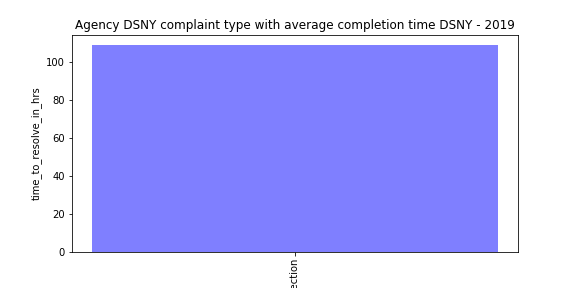 Agency DSNY complaint type with average completion time DSNY - 2019
time_to_resolve_in_hrs
100
80
60
40
20
0
ection